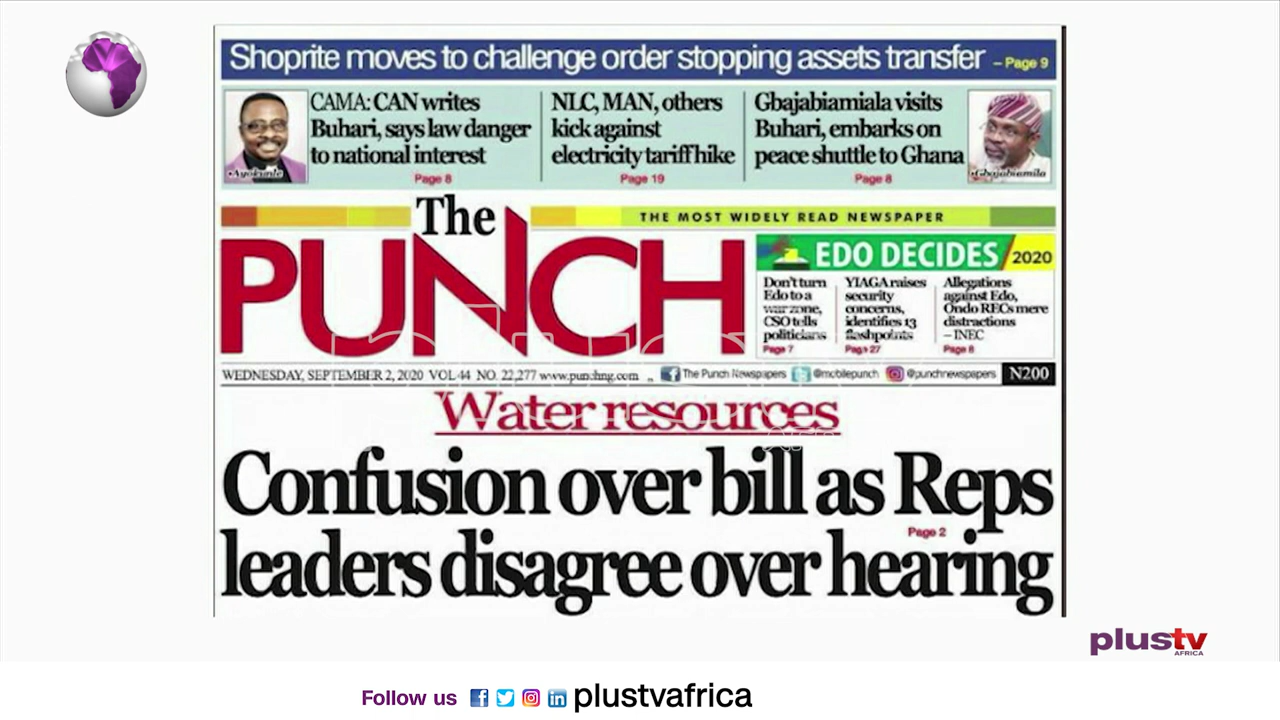 Shoprite moves to challenge order stopping assets transfer – Page 9
CAMA: CAN writes
Buhari, says law danger
to national interest
Page 8
•Ayokunle
NLC, MAN, others
kick against
electricity tariff hike
Page 19
Gbajabiamiala visits
Buhari, embarks on
peace shuttle to Ghana
Page 8
•Gbajabiamila
The
PUNCH
THE MOST WIDELY READ NEWSPAPER
EDO DECIDES 2020
Don't turn
Edo to a
war zone,
CSO tells
politicians
Page 7
YIAGA raises
security
concerns,
identifies 13
flashpoints
Page 27
Allegations
against Edo,
Ondo RECs mere
distractions
– INEC
Page 8
WEDNESDAY, SEPTEMBER 2, 2020 VOL 44 NO. 22,277 www.punchng.com The Punch Newspapers @mobilepunch @punchnewspapers N200
Water resources
Confusion over bill as Reps
Page 2
leaders disagree over hearing
plustv
AFRICA
Follow us plustvafrica